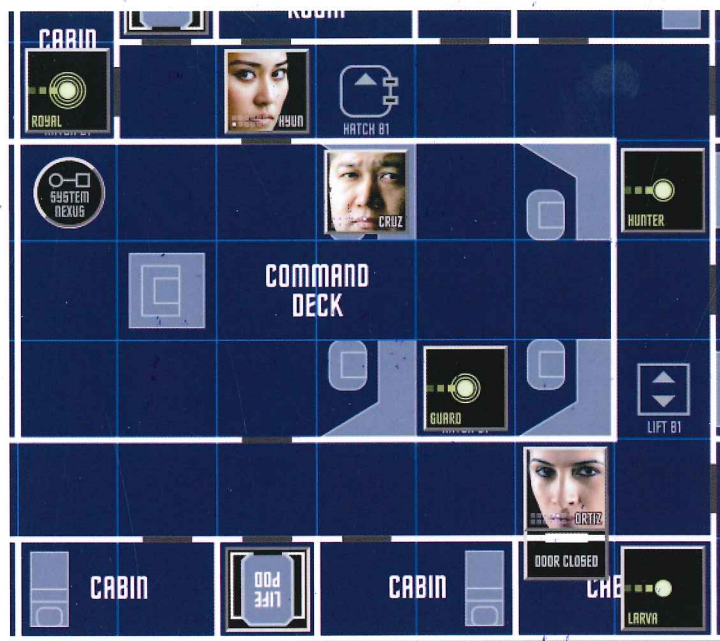 ROOM
CABIN
ROYAL
HYUN
HATCH B1
SYSTEM
NEXUS
CRUZ
HUNTER
COMMAND
DECK
GUARD
LIFT B1
ORTIZ
DOOR CLOSED
CABIN
LIFE
POD
CABIN
LARVA